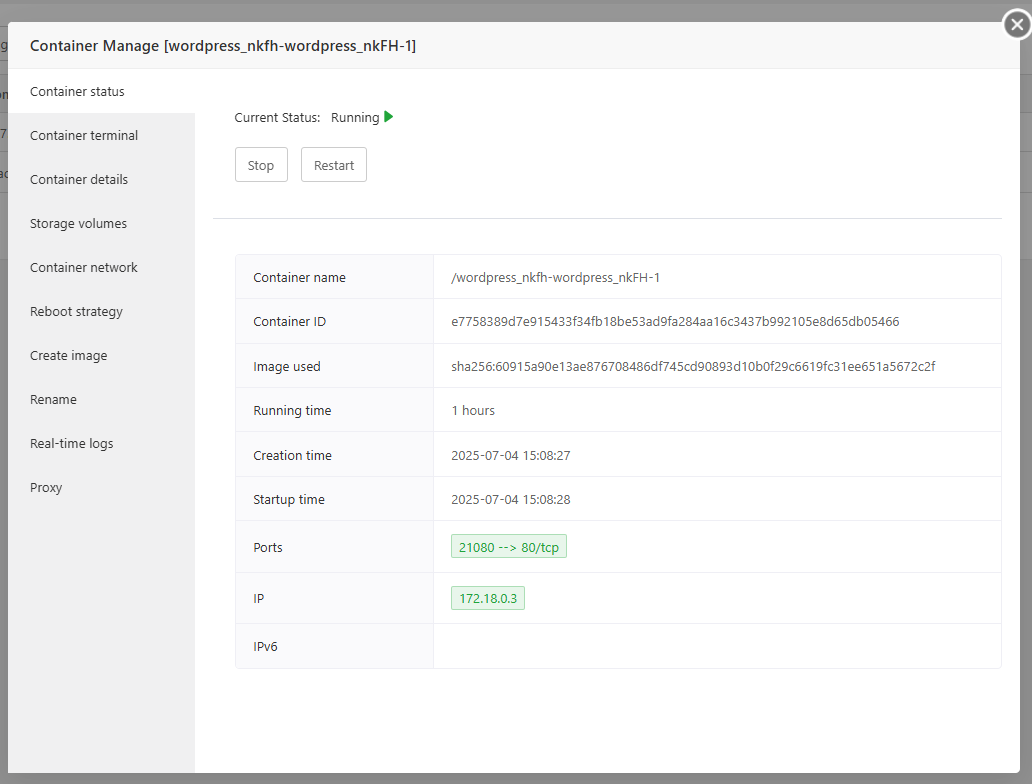 Container Manage [wordpress_nkfh-wordpress_nkFH-1]
Container status
Container terminal
Container details
Storage volumes
Container network
Reboot strategy
Create image
Rename
Real-time logs
Proxy
Current Status: Running
Stop Restart
Container name /wordpress_nkfh-wordpress_nkFH-1
Container ID e7758389d7e915433f34fb18be53ad9fa284aa16c3437b992105e8d65db05466
Image used sha256:60915a90e13ae876708486df745cd90893d10b0f29c6619fc31ee651a5672c2f
Running time 1 hours
Creation time 2025-07-04 15:08:27
Startup time 2025-07-04 15:08:28
Ports 21080 --> 80/tcp
IP 172.18.0.3
IPv6